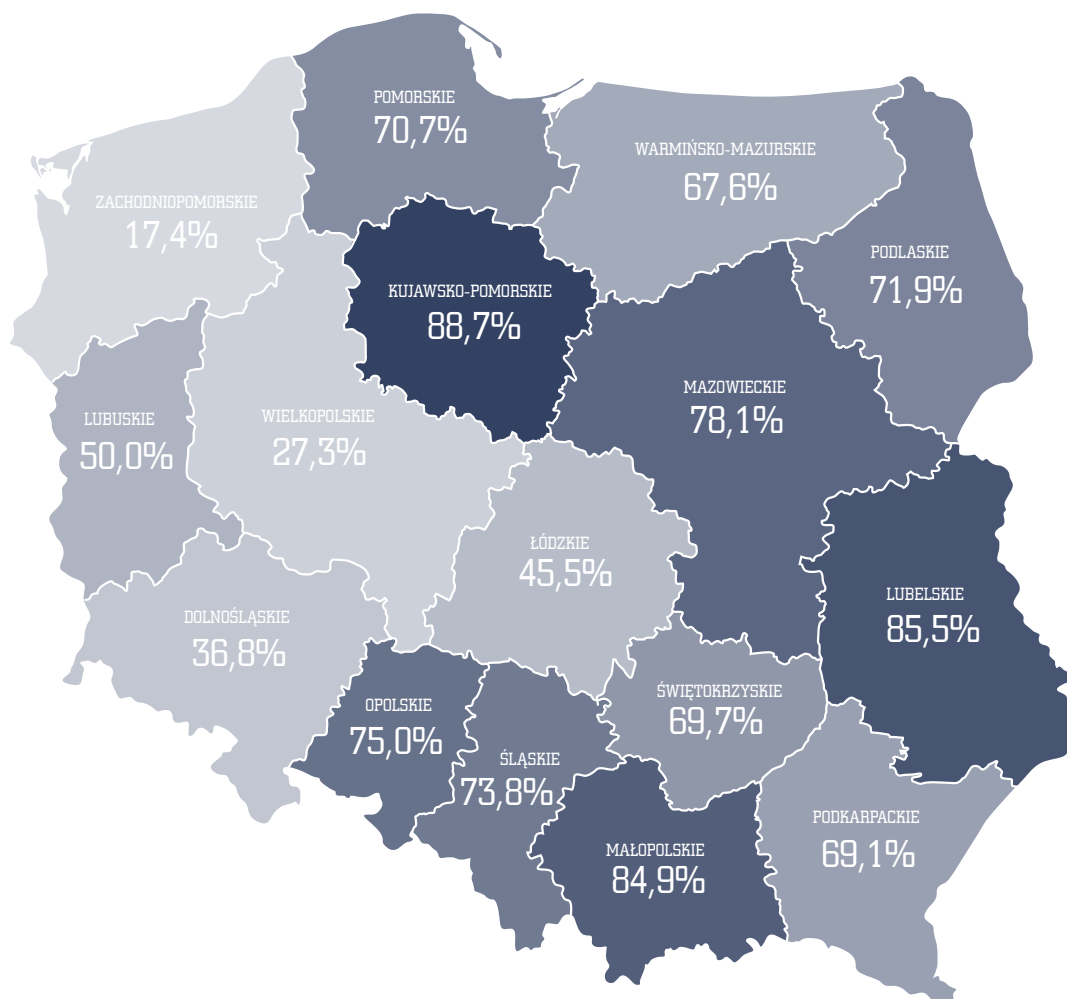 POMORSKIE
70,7%
WARMIŃSKO-MAZURSKIE
67,6%
ZACHODNIOPOMORSKIE
17,4%
PODLASKIE
71,9%
KUJAWSKO-POMORSKIE
88,7%
MAZOWIECKIE
78,1%
LUBUSKIE
50,0%
WIELKOPOLSKIE
27,3%
ŁÓDZKIE
45,5%
LUBELSKIE
85,5%
DOLNOŚLĄSKIE
36,8%
OPOLSKIE
75,0%
ŚWIĘTOKRZYSKIE
69,7%
ŚLĄSKIE
73,8%
PODKARPACKIE
69,1%
MAŁOPOLSKIE
84,9%